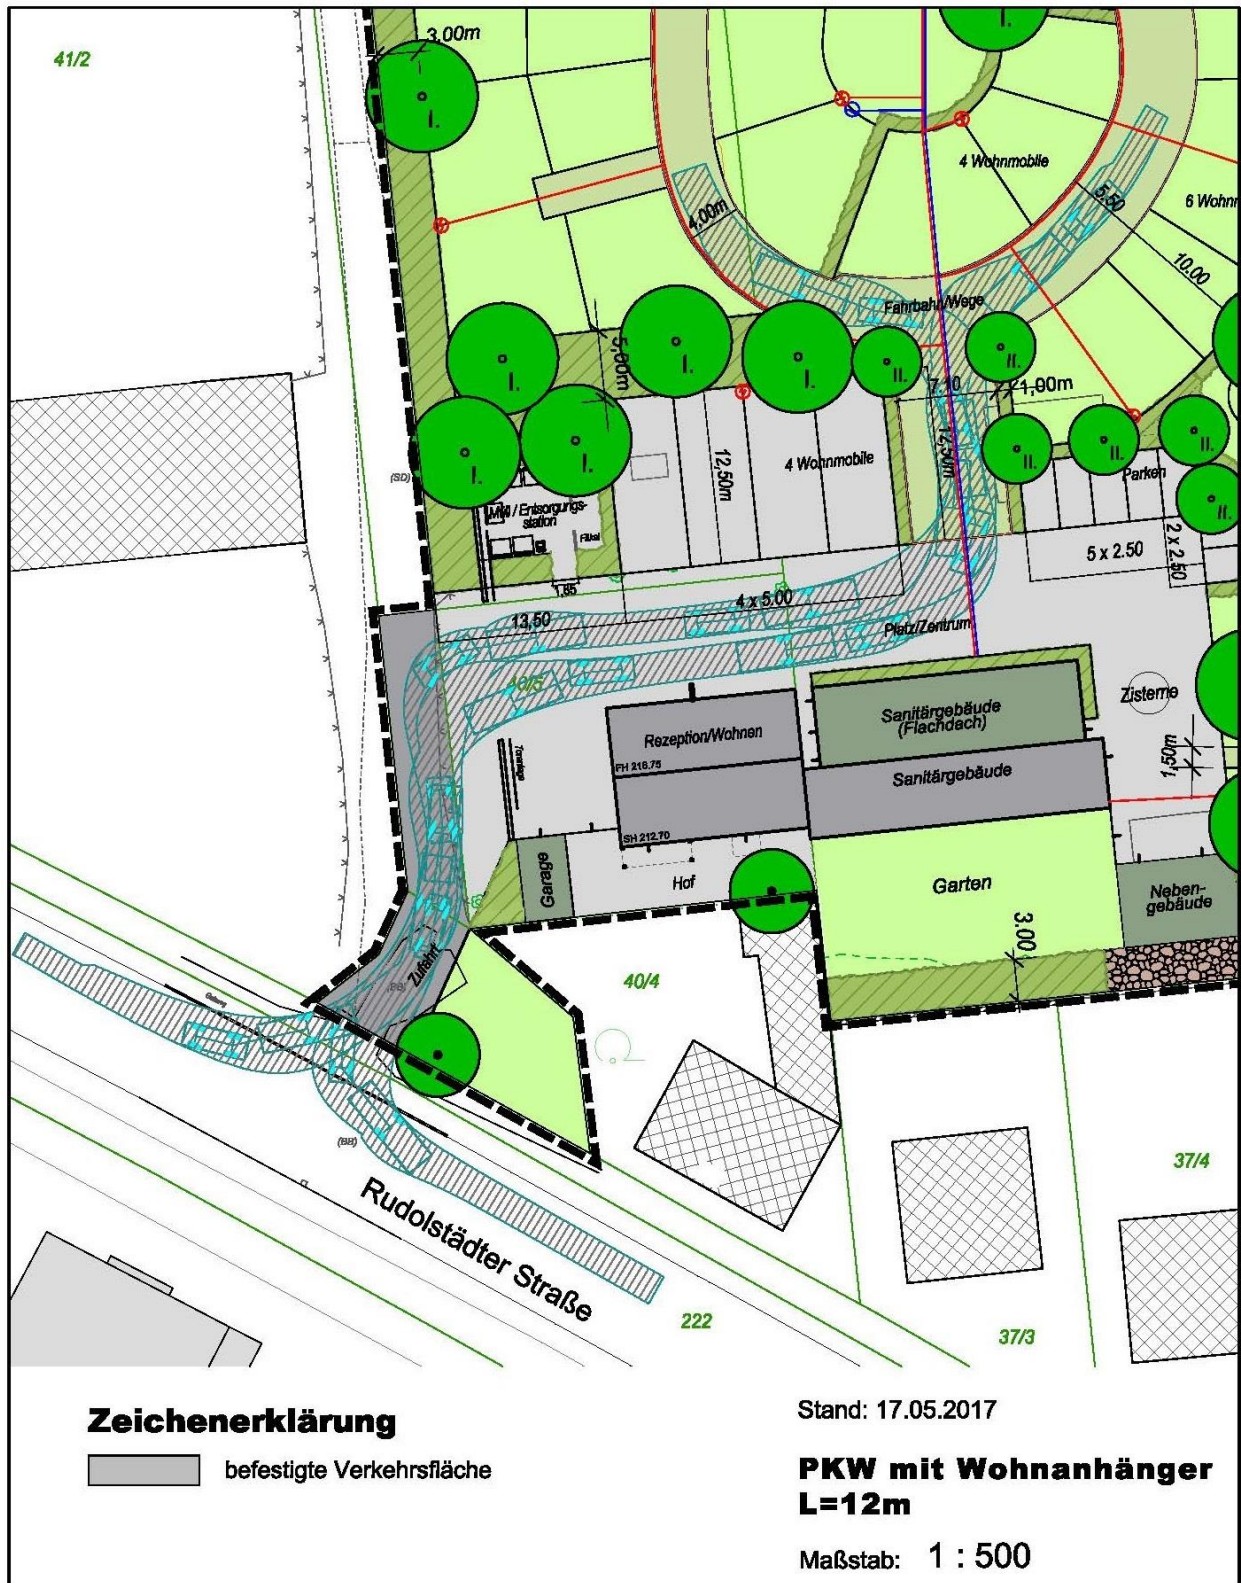 41/2
3,00m
I.
I.
4 Wohnmobile
5.50
4,00m
10.00
Fahrbahn/Wege
I.
I.
I.
5,00m
II.
II.
7.10
1,00m
I.
I.
12,50m
4 Wohnmobile
12,50m
II.
II.
II.
II.
Parken
(SD)
Müll / Entsorgungs-
station
5 x 2.50
2 x 2.50
1,85
13,50
4 x 5.00
Platz/Zentrum
40/5
Rezeption/Wohnen
Sanitärgebäude
(Flachdach)
Zisterne
1,50m
FH 216.75
Sanitärgebäude
Toranlage
SH 212.70
Garage
Hof
Garten
Neben-
gebäude
3.00
Zufahrt
40/4
(BB)
(BB)
Rudolstädter Straße
222
37/4
37/3
Zeichenerklärung
befestigte Verkehrsfläche
Stand: 17.05.2017
PKW mit Wohnanhänger
L=12m
Maßstab: 1 : 500